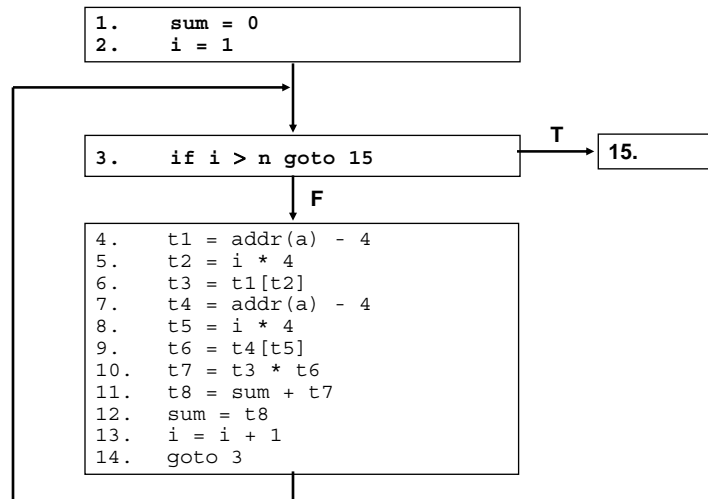 1. sum = 0
2. i = 1
3. if i > n goto 15
T
15.
F
4. t1 = addr(a) - 4
5. t2 = i * 4
6. t3 = t1[t2]
7. t4 = addr(a) - 4
8. t5 = i * 4
9. t6 = t4[t5]
10. t7 = t3 * t6
11. t8 = sum + t7
12. sum = t8
13. i = i + 1
14. goto 3